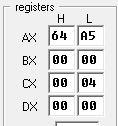 registers
H L
AX 64 A5
BX 00 00
CX 00 04
DX 00 00